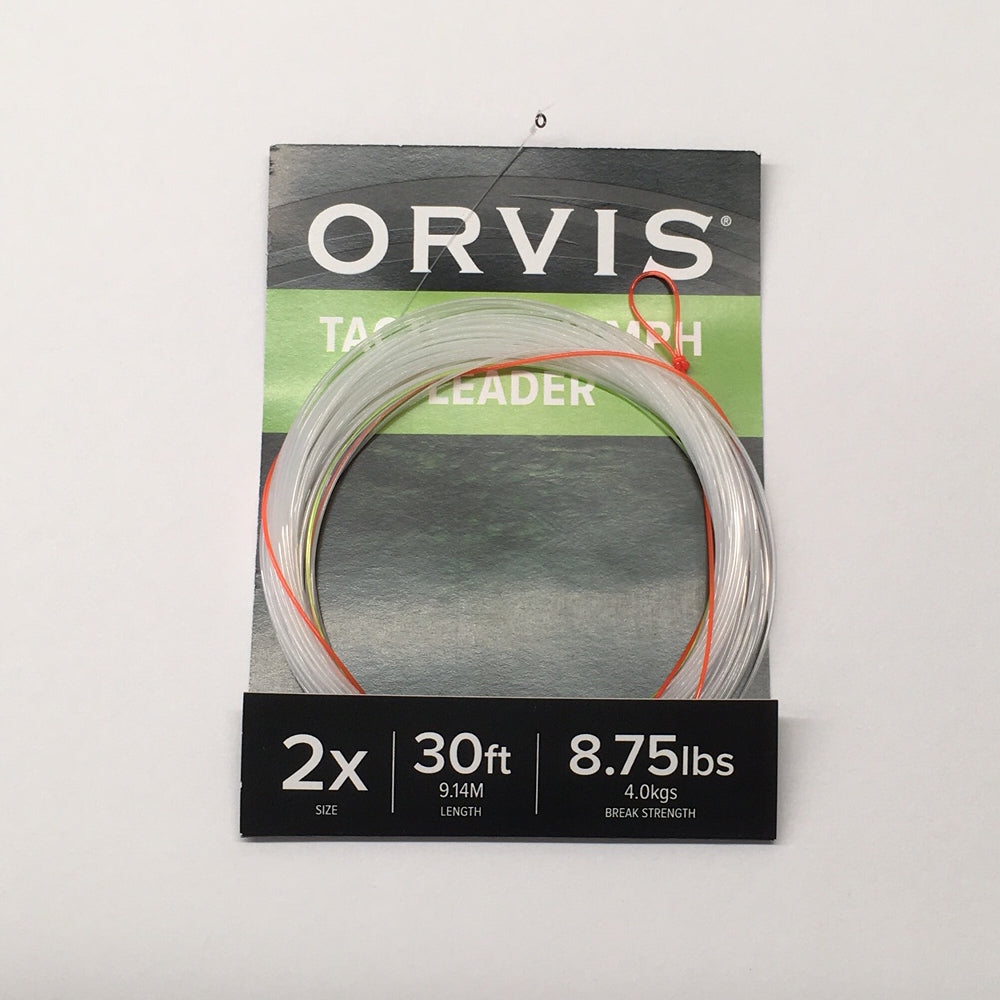 ORVIS®
LEADER
2x
SIZE
30ft
9.14M
LENGTH
8.75lbs
4.0kgs
BREAK STRENGTH